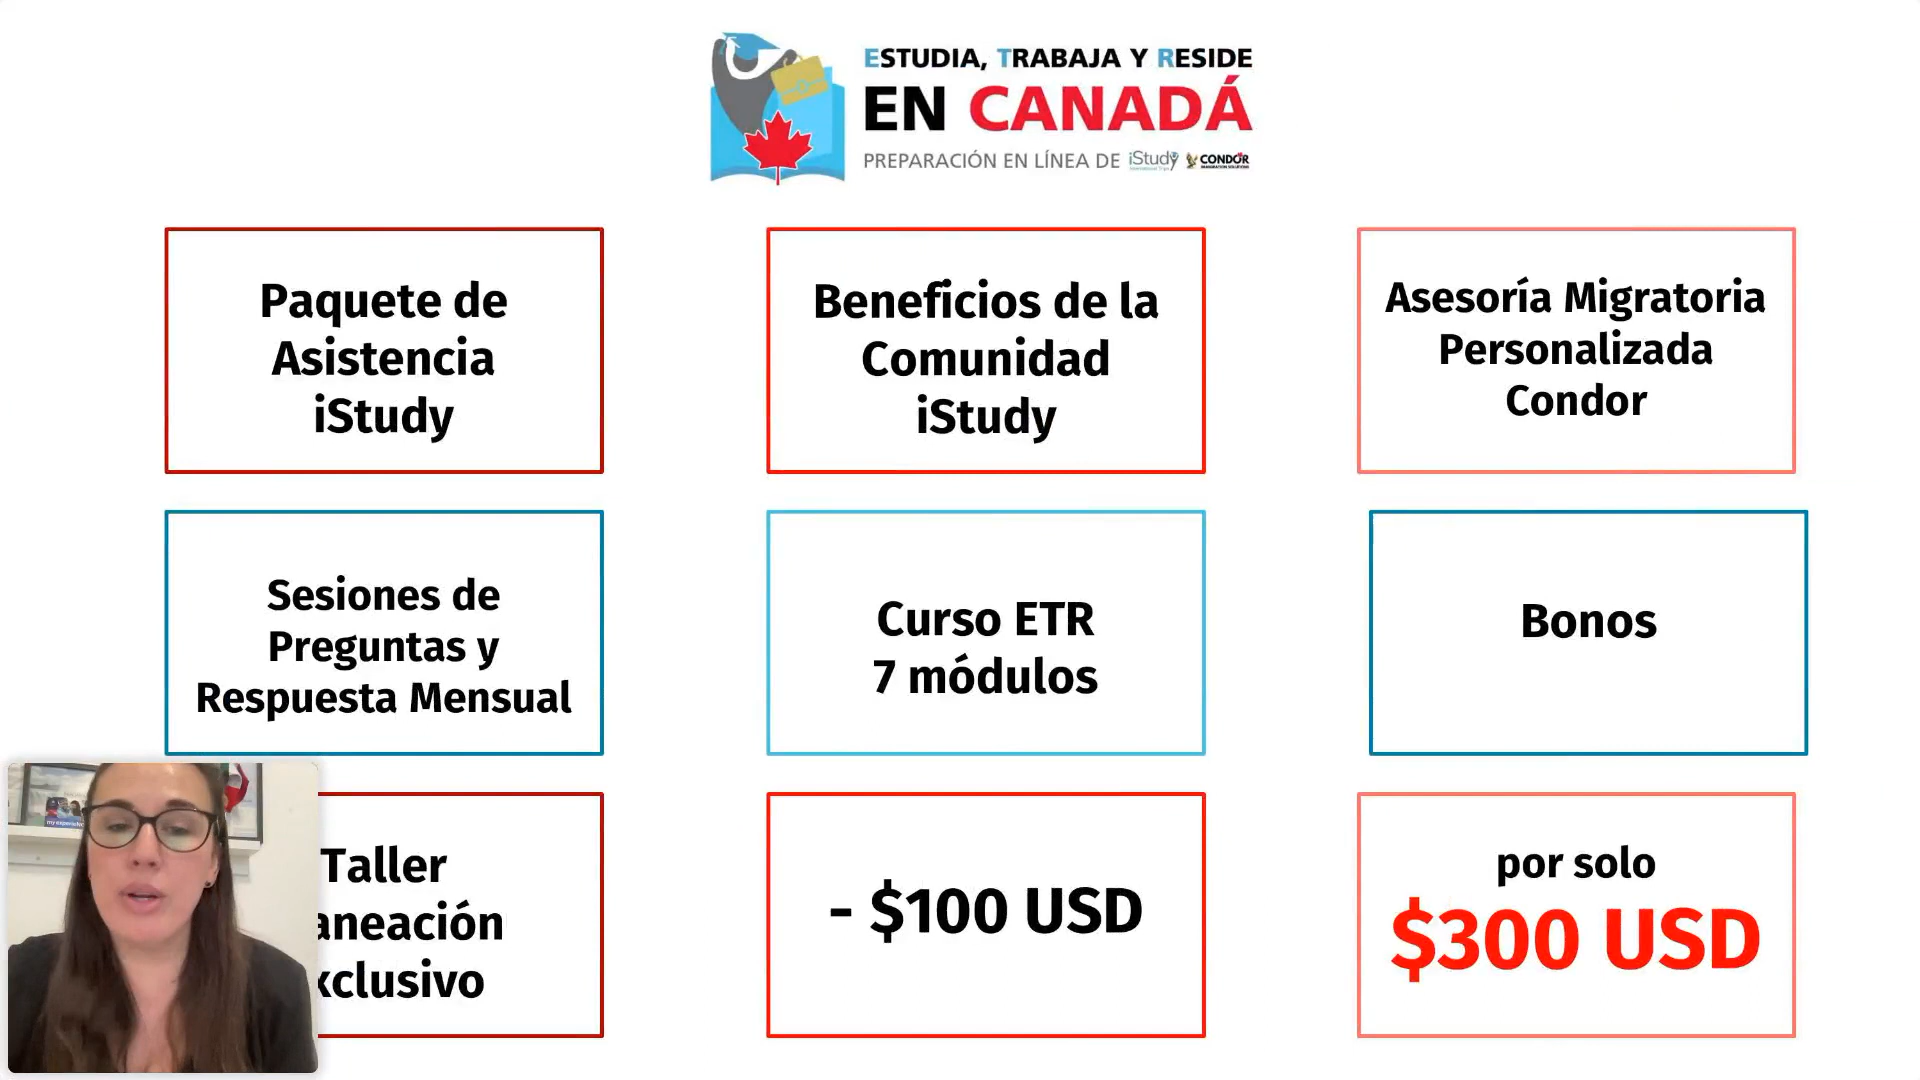 ESTUDIA, TRABAJA Y RESIDE
EN CANADÁ
PREPARACIÓN EN LÍNEA DE iStudy CONDOR
Paquete de
Asistencia
iStudy
Beneficios de la
Comunidad
iStudy
Asesoría Migratoria
Personalizada
Condor
Sesiones de
Preguntas y
Respuesta Mensual
Curso ETR
7 módulos
Bonos
Taller
aneación
xclusivo
- $100 USD
por solo
$300 USD